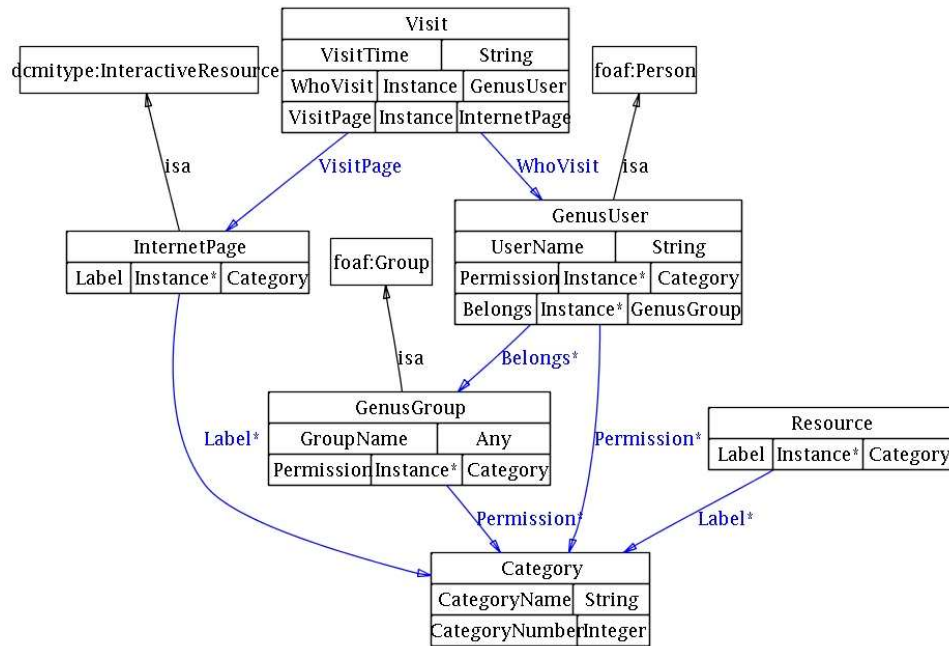 Visit
VisitTime String
WhoVisit Instance GenusUser
VisitPage Instance InternetPage
dcmitype:InteractiveResource
foaf:Person
isa
VisitPage
WhoVisit
isa
InternetPage
Label Instance* Category
foaf:Group
GenusUser
UserName String
Permission Instance* Category
Belongs Instance* GenusGroup
isa
Belongs*
GenusGroup
GroupName Any
Permission Instance* Category
Label*
Permission*
Resource
Label Instance* Category
Permission*
Label*
Category
CategoryName String
CategoryNumber Integer